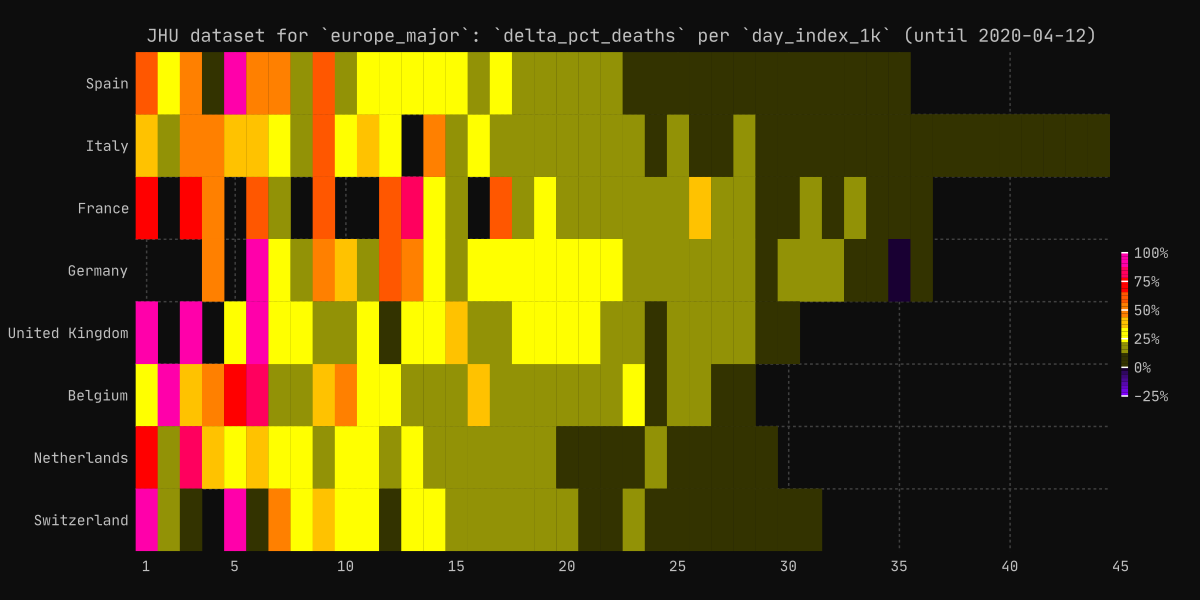 JHU dataset for `europe_major`: `delta_pct_deaths` per `day_index_1k` (until 2020-04-12)
Spain
Italy
France
Germany
United Kingdom
Belgium
Netherlands
Switzerland
1 5 10 15 20 25 30 35 40 45
100%
75%
50%
25%
0%
-25%